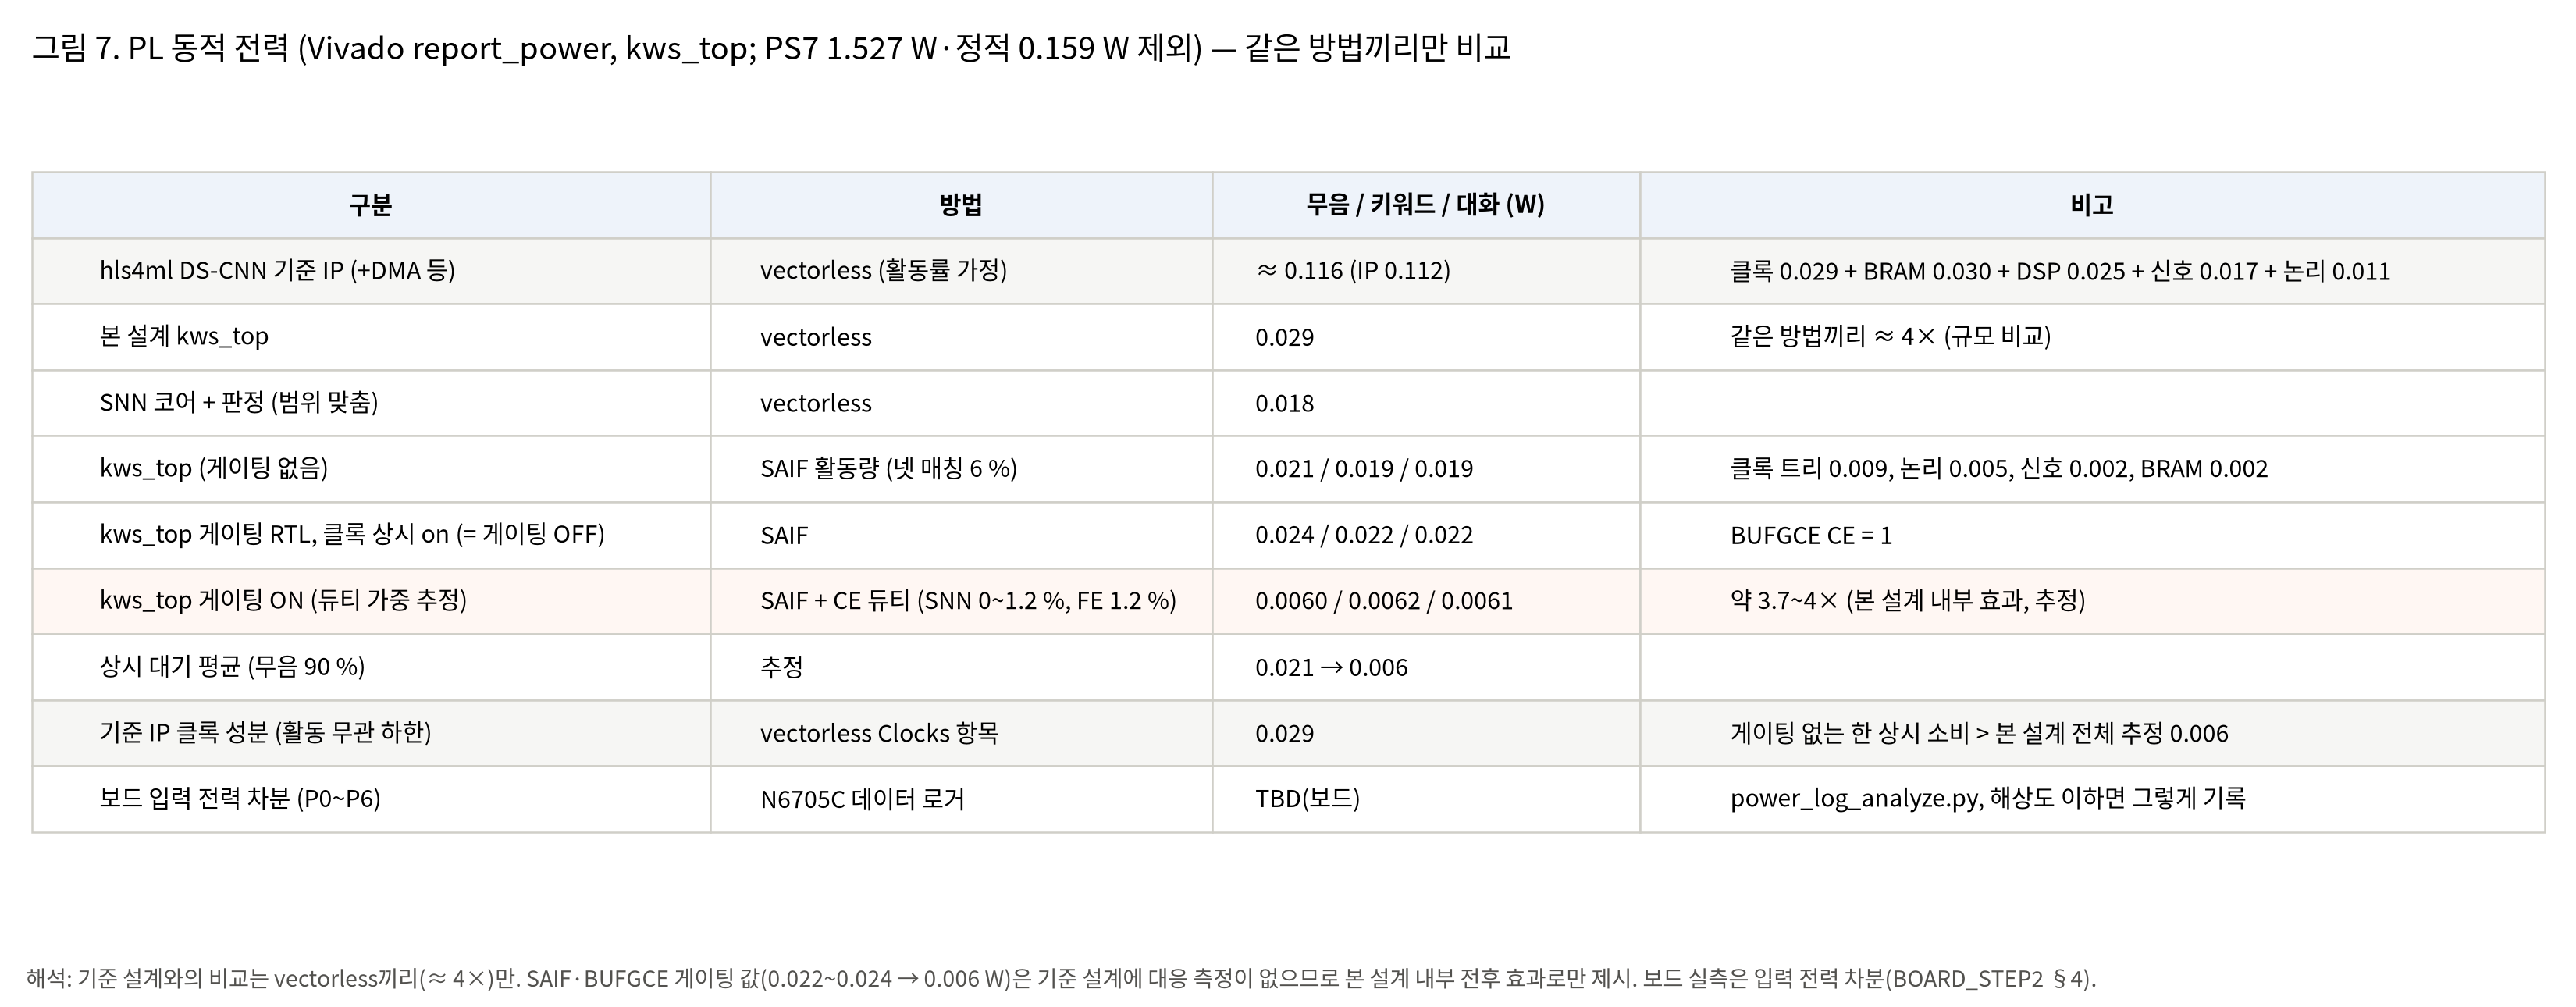 그림 7. PL 동적 전력 (Vivado report_power, kws_top; PS7 1.527 W · 정적 0.159 W 제외) — 같은 방법끼리만 비교
구분 방법 무음 / 키워드 / 대화 (W) 비고
hls4ml DS-CNN 기준 IP (+DMA 등) vectorless (활동률 가정) ≈ 0.116 (IP 0.112) 클록 0.029 + BRAM 0.030 + DSP 0.025 + 신호 0.017 + 논리 0.011
본 설계 kws_top vectorless 0.029 같은 방법끼리 ≈ 4× (규모 비교)
SNN 코어 + 판정 (범위 맞춤) vectorless 0.018
kws_top (게이팅 없음) SAIF 활동량 (넷 매칭 6 %) 0.021 / 0.019 / 0.019 클록 트리 0.009, 논리 0.005, 신호 0.002, BRAM 0.002
kws_top 게이팅 RTL, 클록 상시 on (= 게이팅 OFF) SAIF 0.024 / 0.022 / 0.022 BUFGCE CE = 1
kws_top 게이팅 ON (듀티 가중 추정) SAIF + CE 듀티 (SNN 0~1.2 %, FE 1.2 %) 0.0060 / 0.0062 / 0.0061 약 3.7~4× (본 설계 내부 효과, 추정)
상시 대기 평균 (무음 90 %) 추정 0.021 → 0.006
기준 IP 클록 성분 (활동 무관 하한) vectorless Clocks 항목 0.029 게이팅 없는 한 상시 소비 > 본 설계 전체 추정 0.006
보드 입력 전력 차분 (P0~P6) N6705C 데이터 로거 TBD(보드) power_log_analyze.py, 해상도 이하면 그렇게 기록
해석: 기준 설계와의 비교는 vectorless끼리(≈ 4×)만. SAIF·BUFGCE 게이팅 값(0.022~0.024 → 0.006 W)은 기준 설계에 대응 측정이 없으므로 본 설계 내부 전후 효과로만 제시. 보드 실측은 입력 전력 차분(BOARD_STEP2 §4).